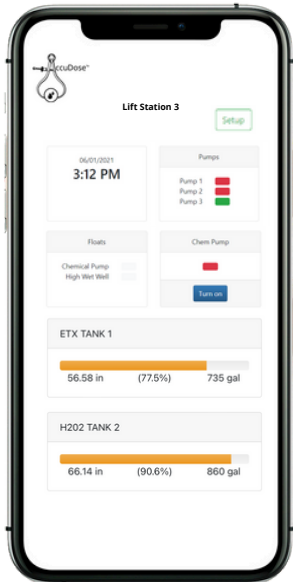 ccuDose™
Lift Station 3
Setup
06/01/2021
3:12 PM
Pumps
Pump 1
Pump 2
Pump 3
Floats
Chemical Pump
High Wet Well
Chem Pump
Turn on
ETX TANK 1
56.58 in (77.5%) 735 gal
H202 TANK 2
66.14 in (90.6%) 860 gal